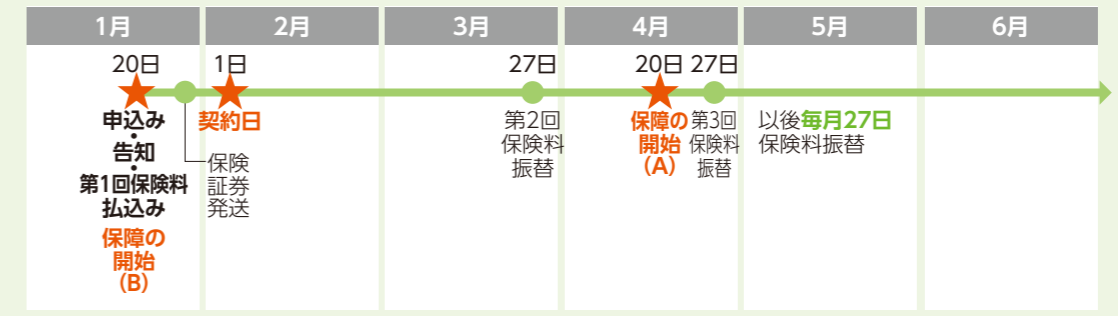 1月
2月
3月
4月
5月
6月
20日
申込み
・
告知
・
第1回保険料
払込み
保障の
開始
(B)
保険
証券
発送
1日
契約日
27日
第2回
保険料
振替
20日
保障の
開始
(A)
27日
第3回
保険料
振替
以後毎月27日
保険料振替